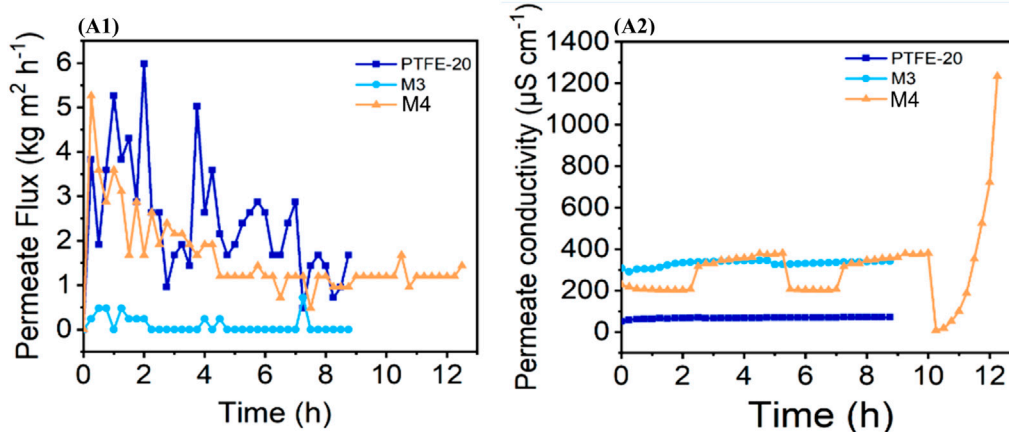 (A1)
Permeate Flux (kg m² h⁻¹)
6
5
4
3
2
1
0
PTFE-20
M3
M4
0 2 4 6 8 10 12
Time (h)
(A2)
Permeate conductivity (µS cm⁻¹)
1400
1200
1000
800
600
400
200
0
PTFE-20
M3
M4
0 2 4 6 8 10 12
Time (h)